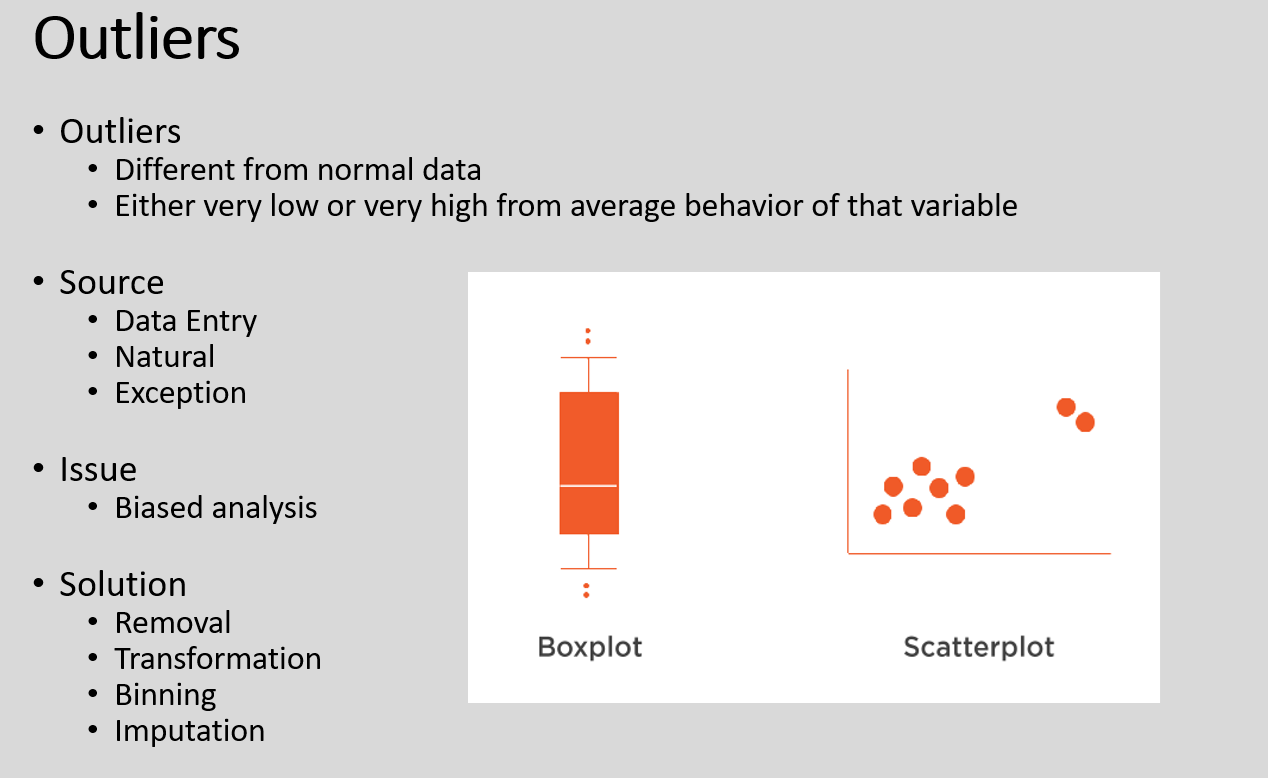 Outliers
• Outliers
• Different from normal data
• Either very low or very high from average behavior of that variable
• Source
• Data Entry
• Natural
• Exception
• Issue
• Biased analysis
• Solution
• Removal
• Transformation
• Binning
• Imputation
Boxplot
Scatterplot